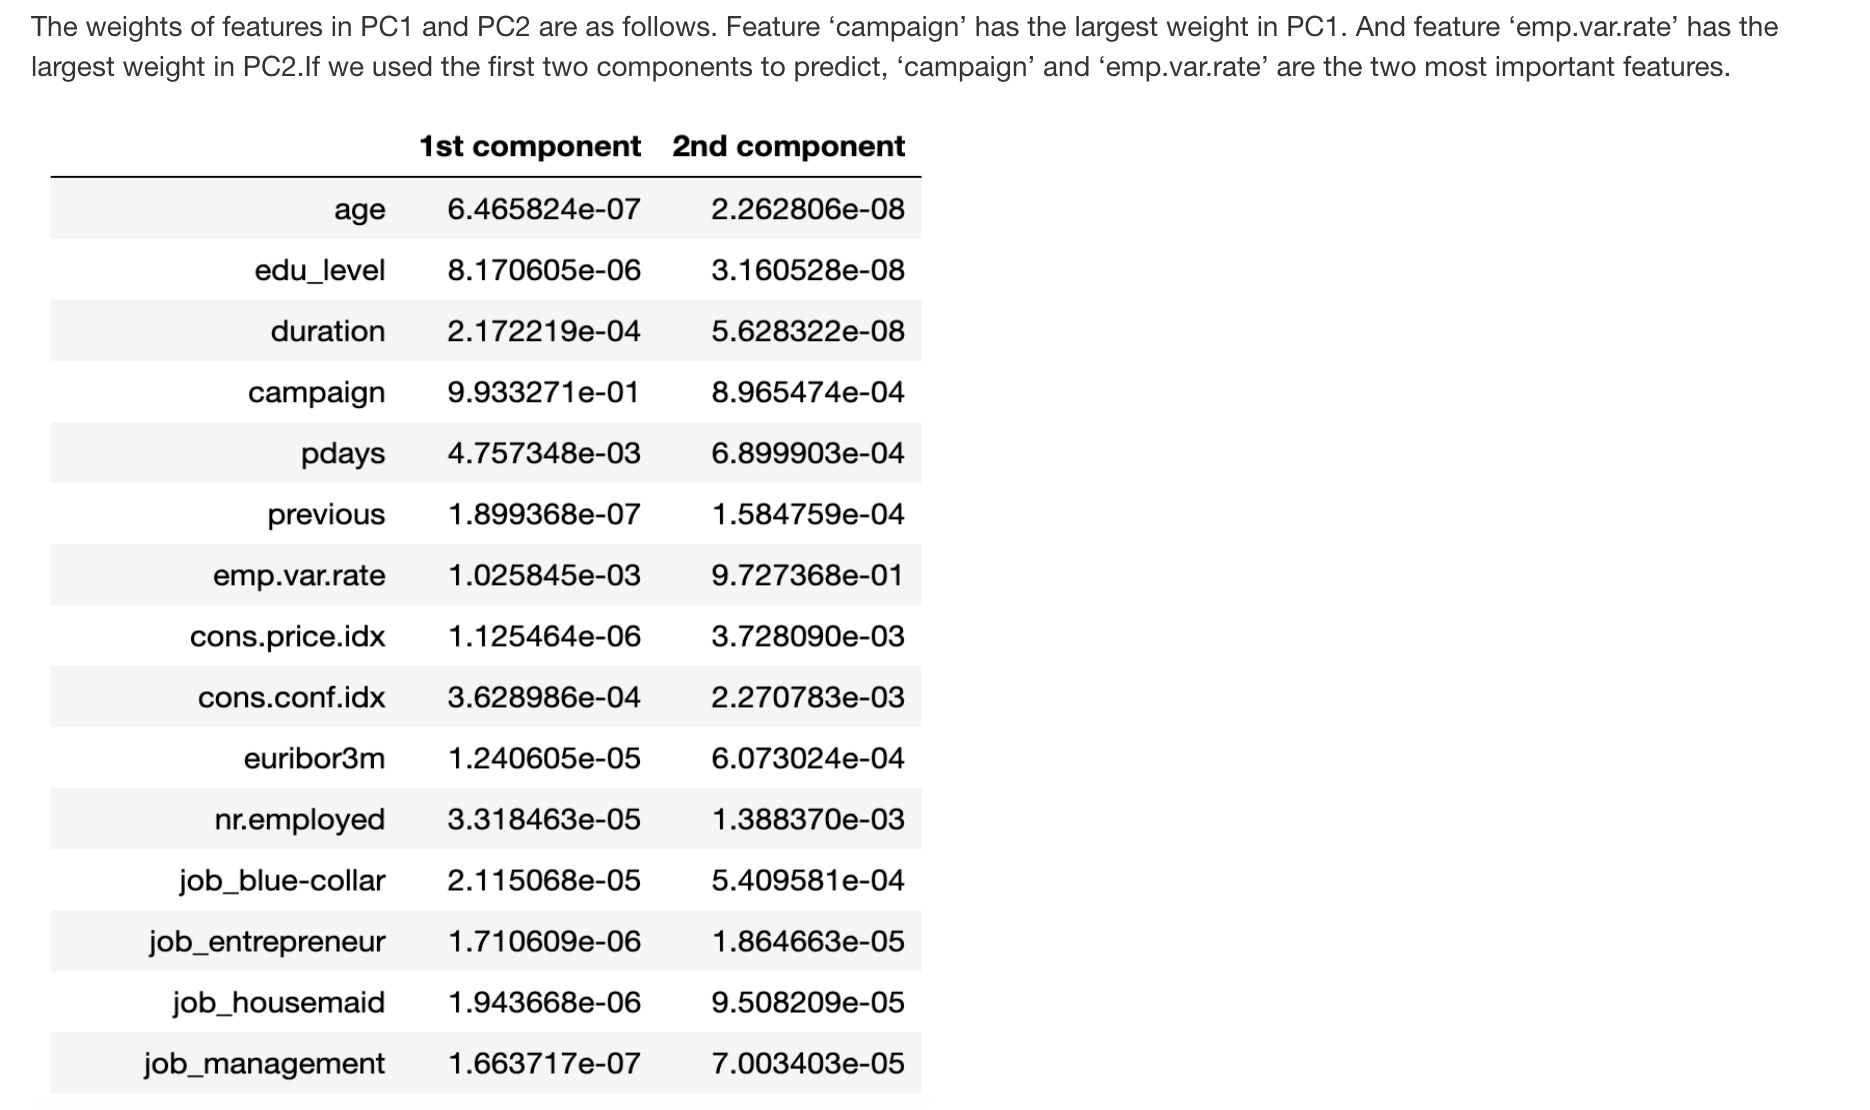 The weights of features in PC1 and PC2 are as follows. Feature ‘campaign’ has the largest weight in PC1. And feature ‘emp.var.rate’ has the
largest weight in PC2.If we used the first two components to predict, ‘campaign’ and ‘emp.var.rate’ are the two most important features.
1st component 2nd component
age 6.465824e-07 2.262806e-08
edu_level 8.170605e-06 3.160528e-08
duration 2.172219e-04 5.628322e-08
campaign 9.933271e-01 8.965474e-04
pdays 4.757348e-03 6.899903e-04
previous 1.899368e-07 1.584759e-04
emp.var.rate 1.025845e-03 9.727368e-01
cons.price.idx 1.125464e-06 3.728090e-03
cons.conf.idx 3.628986e-04 2.270783e-03
euribor3m 1.240605e-05 6.073024e-04
nr.employed 3.318463e-05 1.388370e-03
job_blue-collar 2.115068e-05 5.409581e-04
job_entrepreneur 1.710609e-06 1.864663e-05
job_housemaid 1.943668e-06 9.508209e-05
job_management 1.663717e-07 7.003403e-05